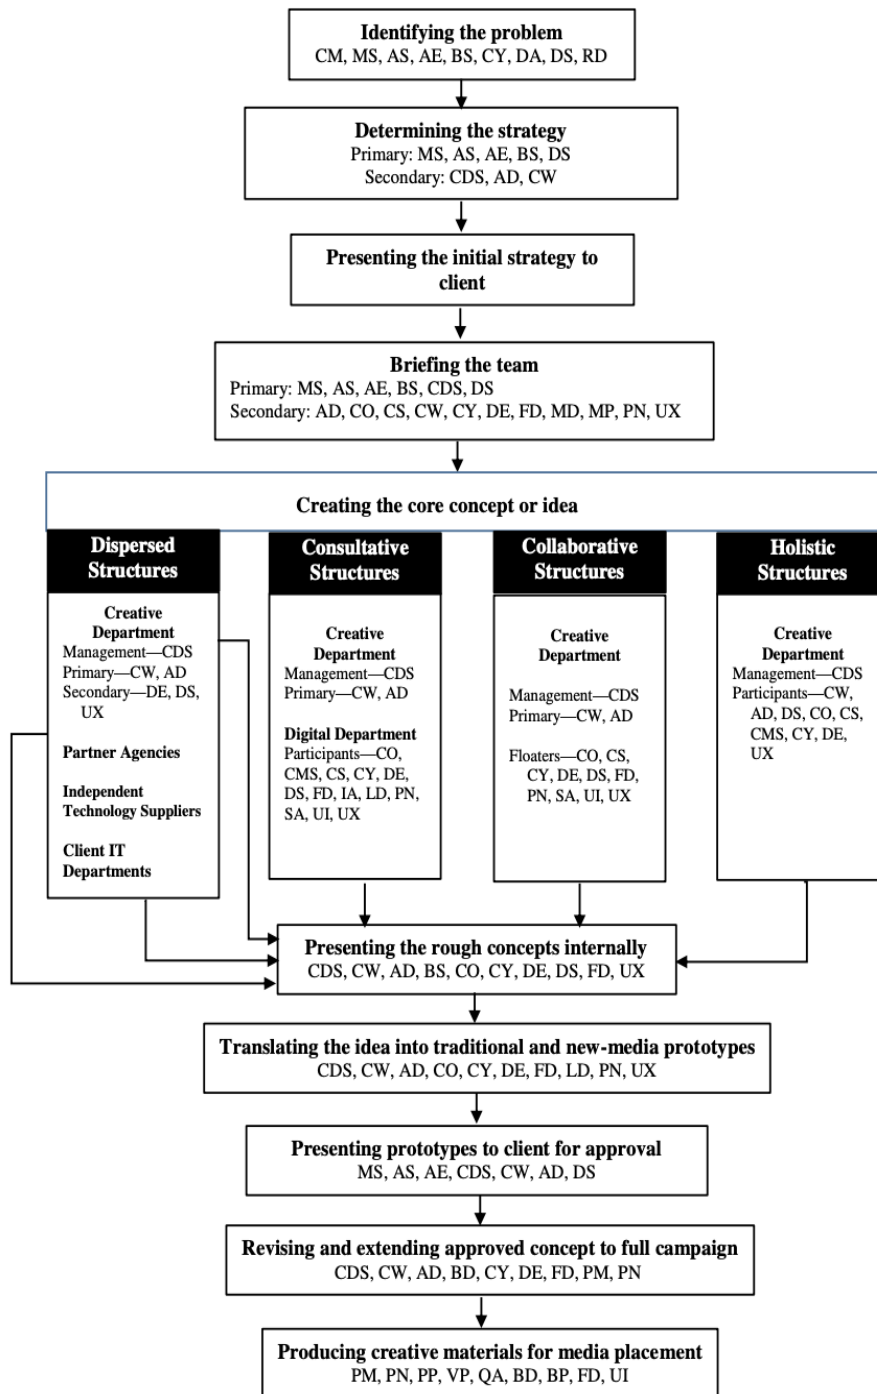 Identifying the problem
CM, MS, AS, AE, BS, CY, DA, DS, RD
Determining the strategy
Primary: MS, AS, AE, BS, DS
Secondary: CDS, AD, CW
Presenting the initial strategy to
client
Briefing the team
Primary: MS, AS, AE, BS, CDS, DS
Secondary: AD, CO, CS, CW, CY, DE, FD, MD, MP, PN, UX
Creating the core concept or idea
Dispersed
Structures
Creative
Department
Management—CDS
Primary—CW, AD
Secondary—DE, DS,
UX
Partner Agencies
Independent
Technology Suppliers
Client IT
Departments
Consultative
Structures
Creative
Department
Management—CDS
Primary—CW, AD
Digital Department
Participants—CO,
CMS, CS, CY, DE,
DS, FD, IA, LD, PN,
SA, UI, UX
Collaborative
Structures
Creative
Department
Management—CDS
Primary—CW, AD
Floaters—CO, CS,
CY, DE, DS, FD,
PN, SA, UI, UX
Holistic
Structures
Creative
Department
Management—CDS
Participants—CW,
AD, DS, CO, CS,
CMS, CY, DE,
UX
Presenting the rough concepts internally
CDS, CW, AD, BS, CO, CY, DE, DS, FD, UX
Translating the idea into traditional and new-media prototypes
CDS, CW, AD, CO, CY, DE, FD, LD, PN, UX
Presenting prototypes to client for approval
MS, AS, AE, CDS, CW, AD, DS
Revising and extending approved concept to full campaign
CDS, CW, AD, BD, CY, DE, FD, PM, PN
Producing creative materials for media placement
PM, PN, PP, VP, QA, BD, BP, FD, UI